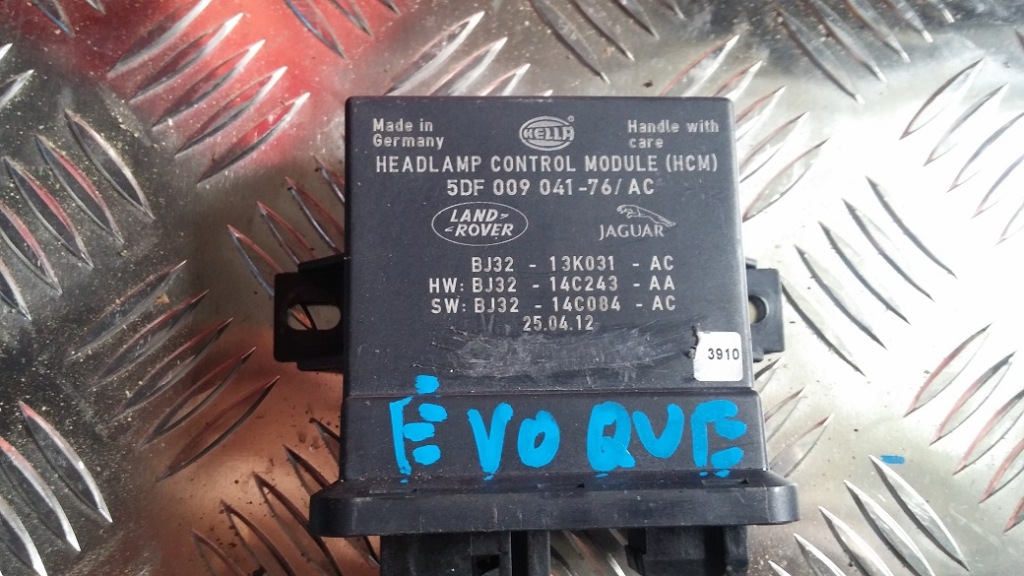 Made in
Germany
HELLA
®
Handle with
care
HEADLAMP CONTROL MODULE (HCM)
5DF 009 041-76/AC
LAND-
-ROVER
JAGUAR
BJ32 - 13K031 - AC
HW: BJ32 - 14C243 - AA
SW: BJ32 - 14C084 - AC
25.04.12
3910
EVOQUE